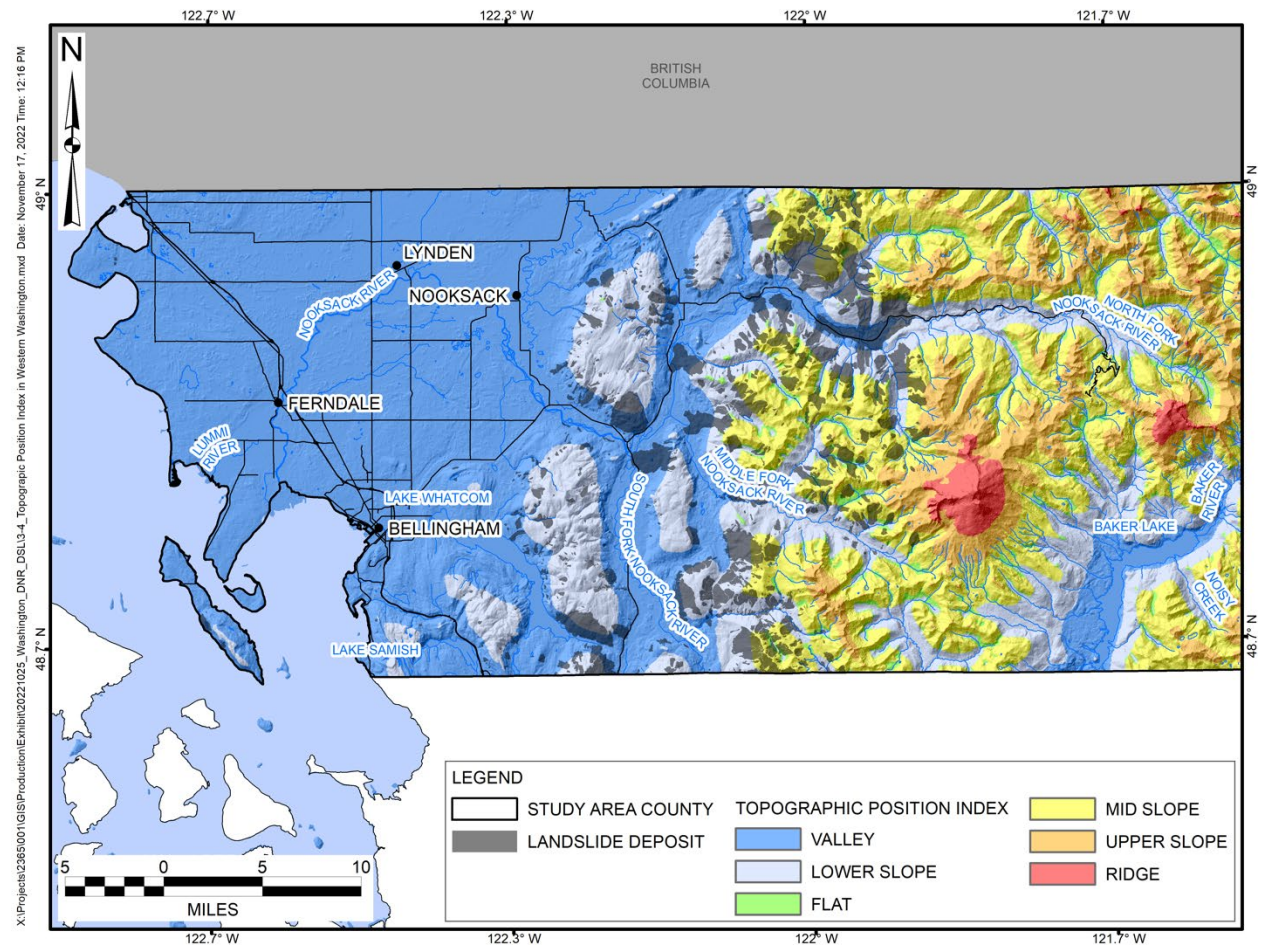 122.7° W
122.3° W
122° W
121.7° W
X:\Projects\2365\001\GIS\Production\Exhibit\20221025_Washington_DNR_DSLI3-4_Topograpic Position Index in Western Washington.mxd Date: November 17, 2022 Time: 12:16 PM
N
BRITISH
COLUMBIA
49° N
49° N
LYNDEN
NOOKSACK RIVER
NOOKSACK
NORTH FORK
NOOKSACK RIVER
FERNDALE
LUMMI
RIVER
MIDDLE FORK
NOOKSACK RIVER
BAKER
RIVER
LAKE WHATCOM
BELLINGHAM
SOUTH FORK NOOKSACK RIVER
BAKER LAKE
NOISY
CREEK
LAKE SAMISH
48.7° N
48.7° N
LEGEND
STUDY AREA COUNTY
LANDSLIDE DEPOSIT
TOPOGRAPHIC POSITION INDEX
VALLEY
LOWER SLOPE
FLAT
MID SLOPE
UPPER SLOPE
RIDGE
5 0 5 10
MILES
122.7° W
122.3° W
122° W
121.7° W